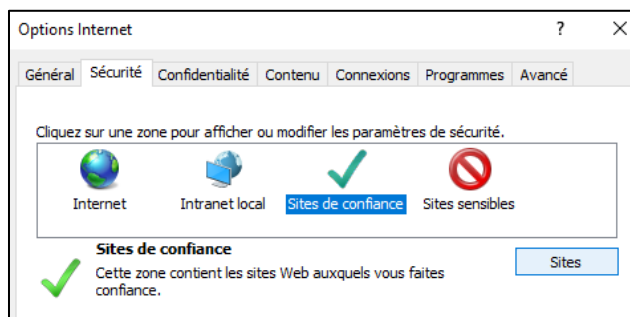 Options Internet ? ×
Général Sécurité Confidentialité Contenu Connexions Programmes Avancé
Cliquez sur une zone pour afficher ou modifier les paramètres de sécurité.
Internet Intranet local Sites de confiance Sites sensibles
Sites de confiance
Sites
Cette zone contient les sites Web auxquels vous faites
confiance.